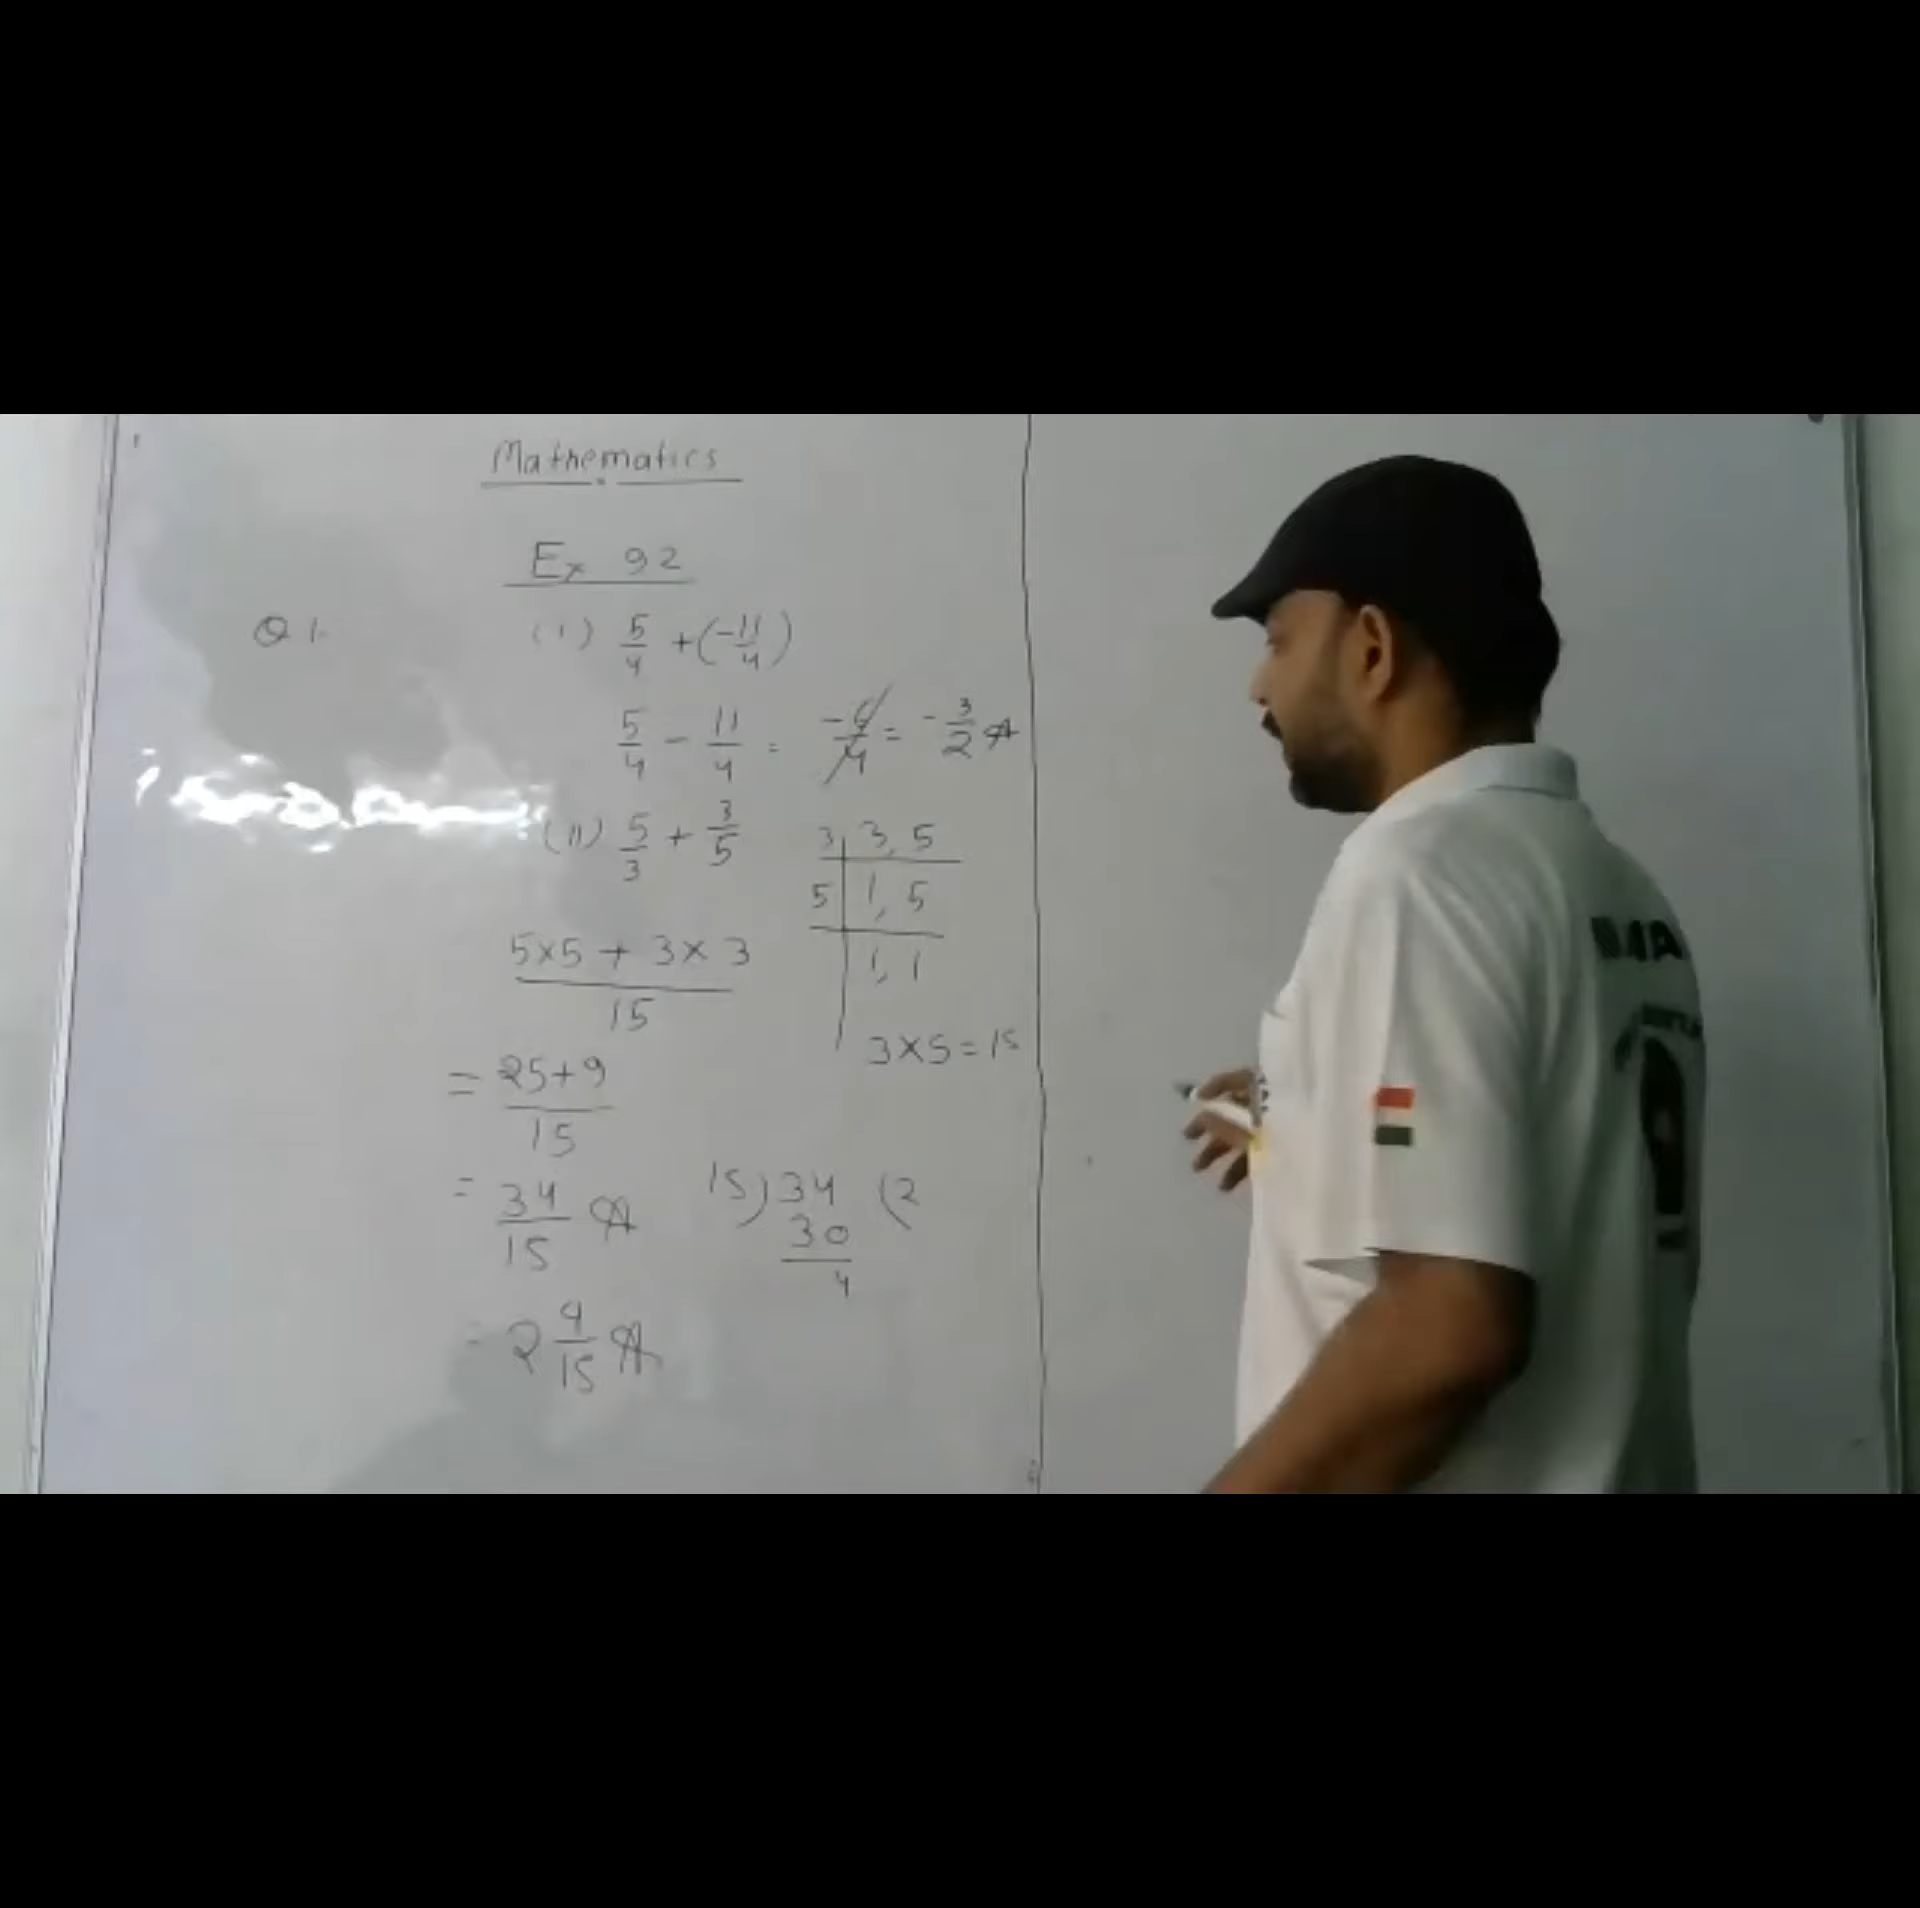 Mathematics
Ex 9.2
Q 1. (i) 5/4 + (-11/4)
5/4 - 11/4 = -6/4 = -3/2 A
(ii) 5/3 + 3/5
3 | 3, 5
5 | 1, 5
| 1, 1
3×5=15
5×5 + 3×3 / 15
= 25+9 / 15
= 34/15 A
15)34(2
30
4
= 2 4/15 A